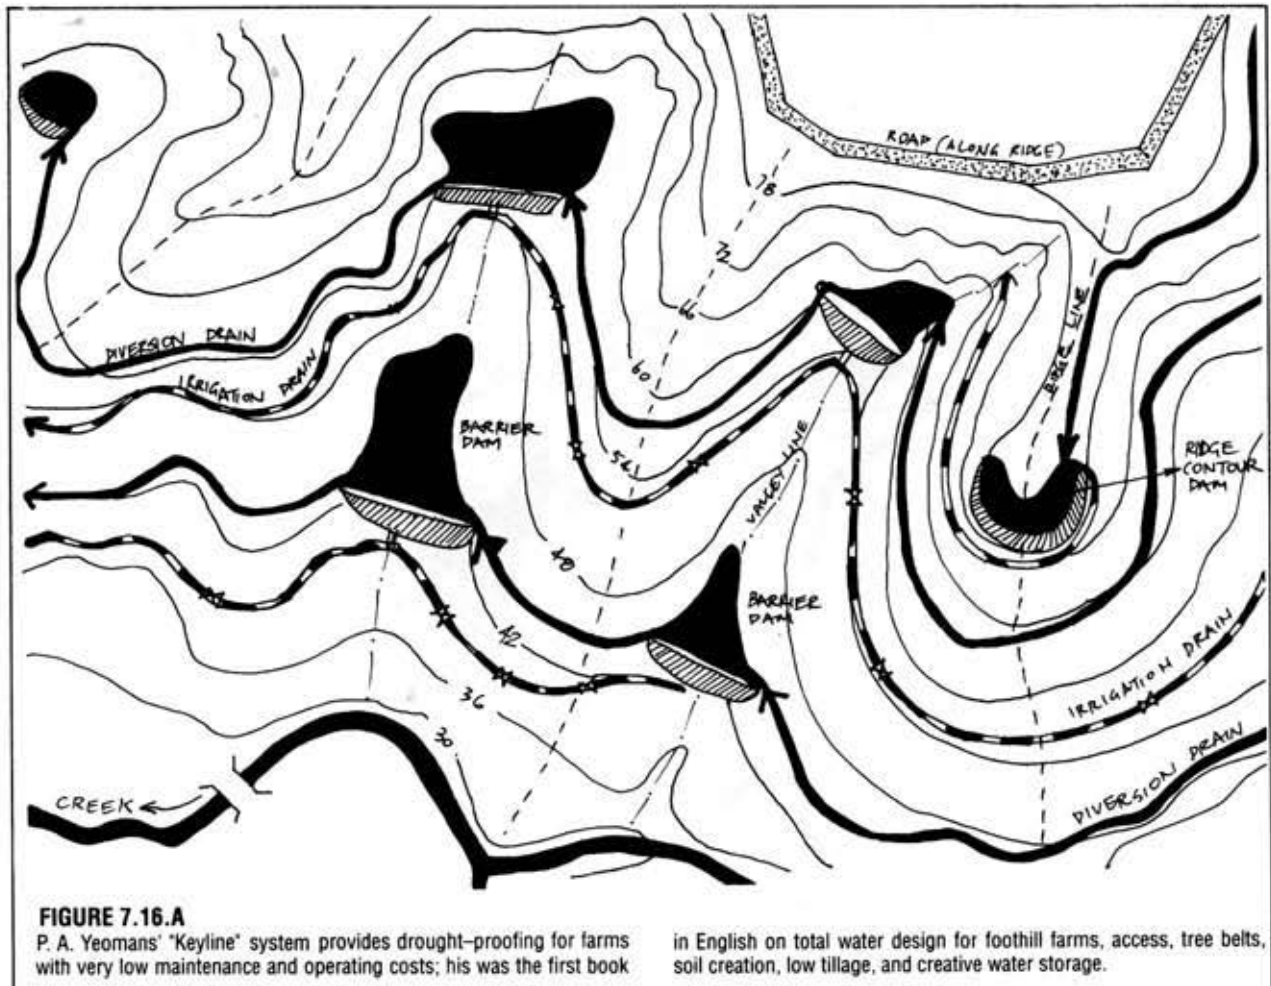 ROAD (ALONG RIDGE)
78
72
66
60
54
RIDGE LINE
DIVERSION DRAIN
IRRIGATION DRAIN
BARRIER
DAM
VALLEY LINE
RIDGE
CONTOUR
DAM
48
BARRIER
DAM
42
36
30
IRRIGATION DRAIN
DIVERSION DRAIN
CREEK
FIGURE 7.16.A
P. A. Yeomans' "Keyline" system provides drought–proofing for farms
with very low maintenance and operating costs; his was the first book
in English on total water design for foothill farms, access, tree belts,
soil creation, low tillage, and creative water storage.